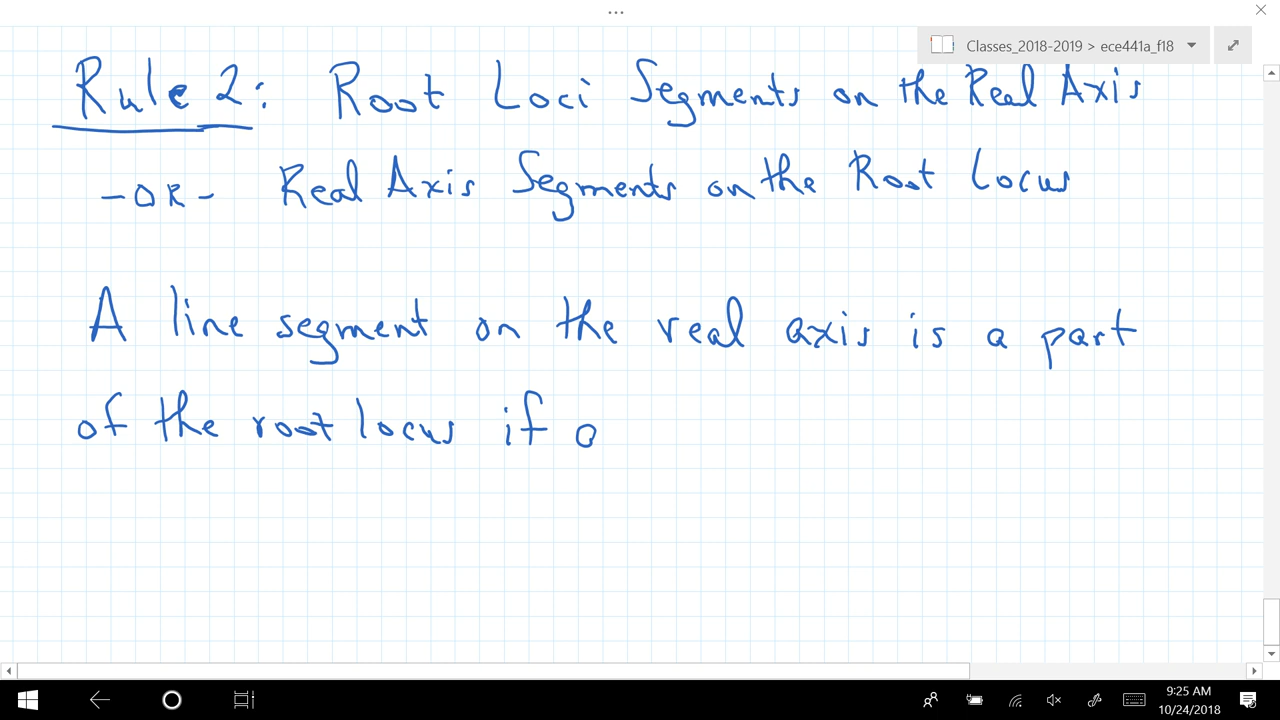 ...
Classes_2018-2019 > ece441a_f18
Rule 2: Root Loci Segments on the Real Axis
-OR- Real Axis Segments on the Root Locus
A line segment on the real axis is a part
of the root locus if o
9:25 AM
10/24/2018